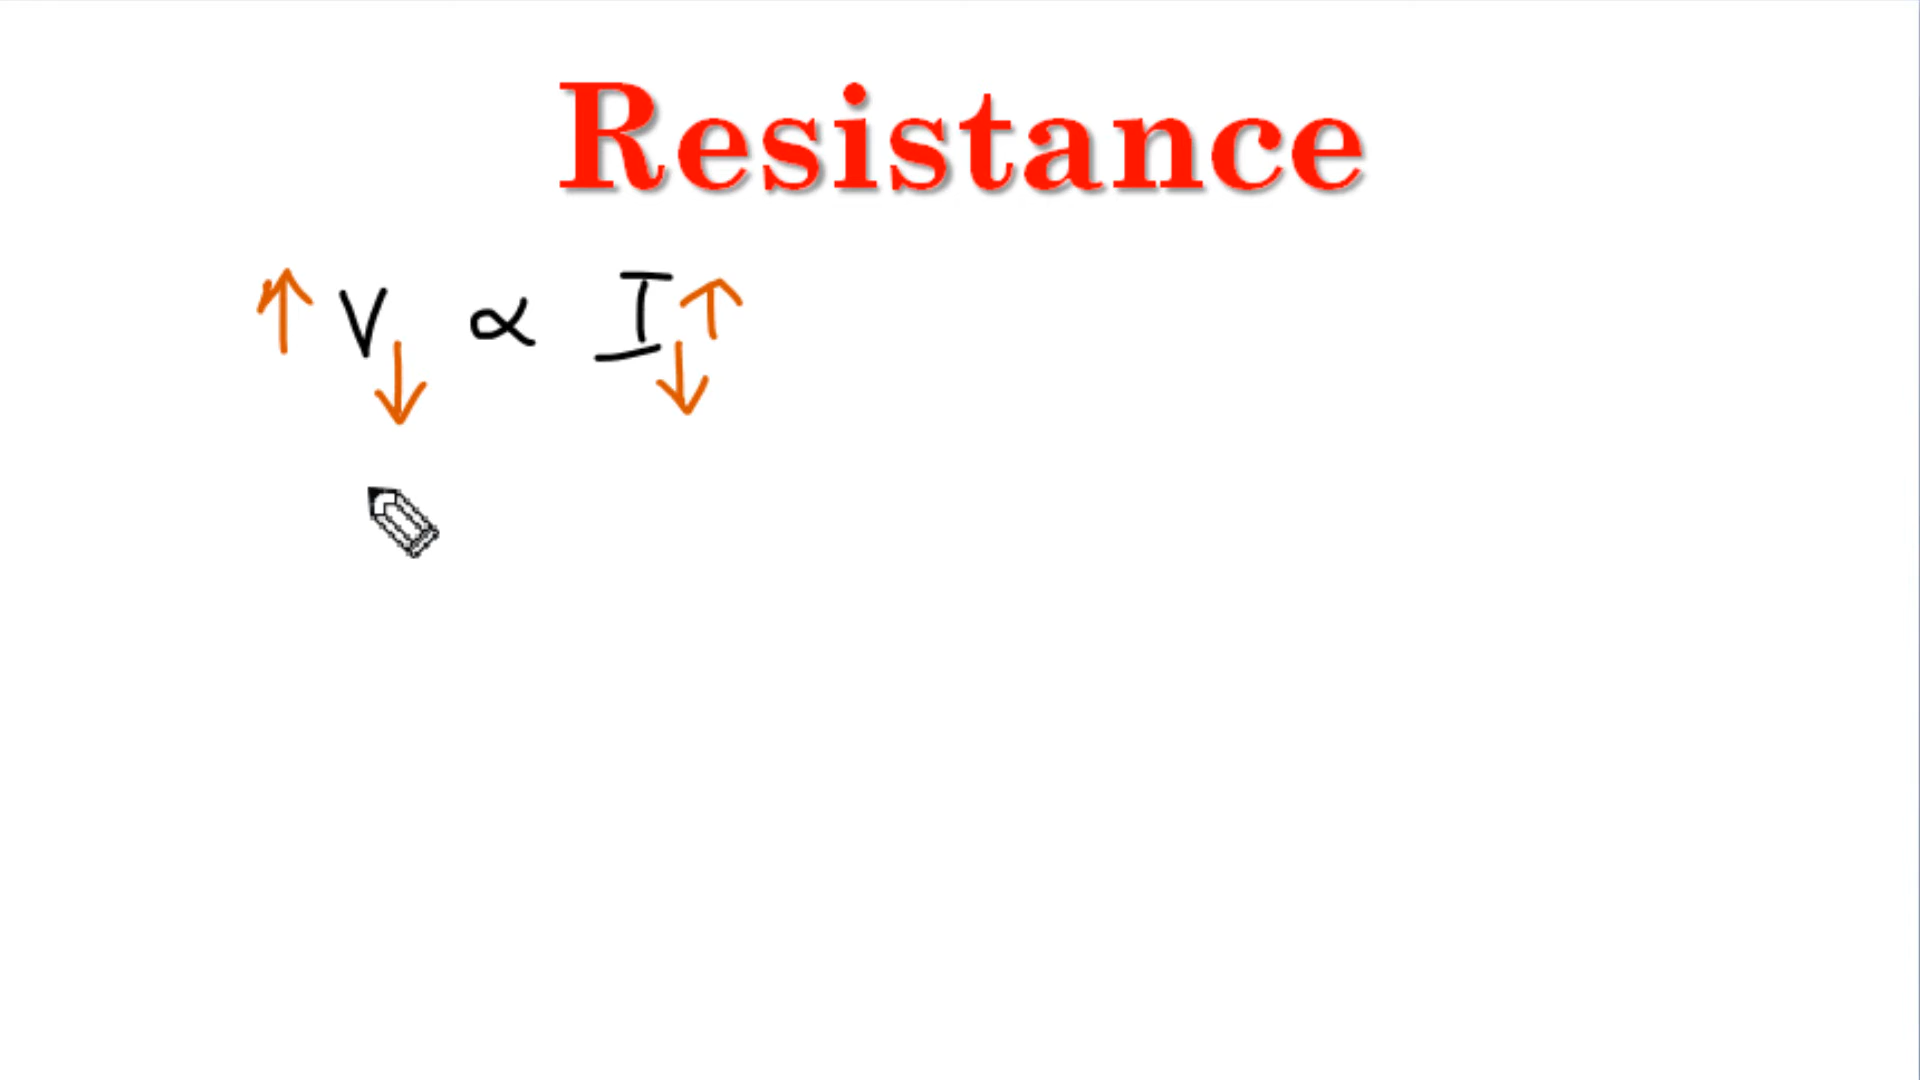 Resistance
↑ V ↓ ∝ I ↑ ↓